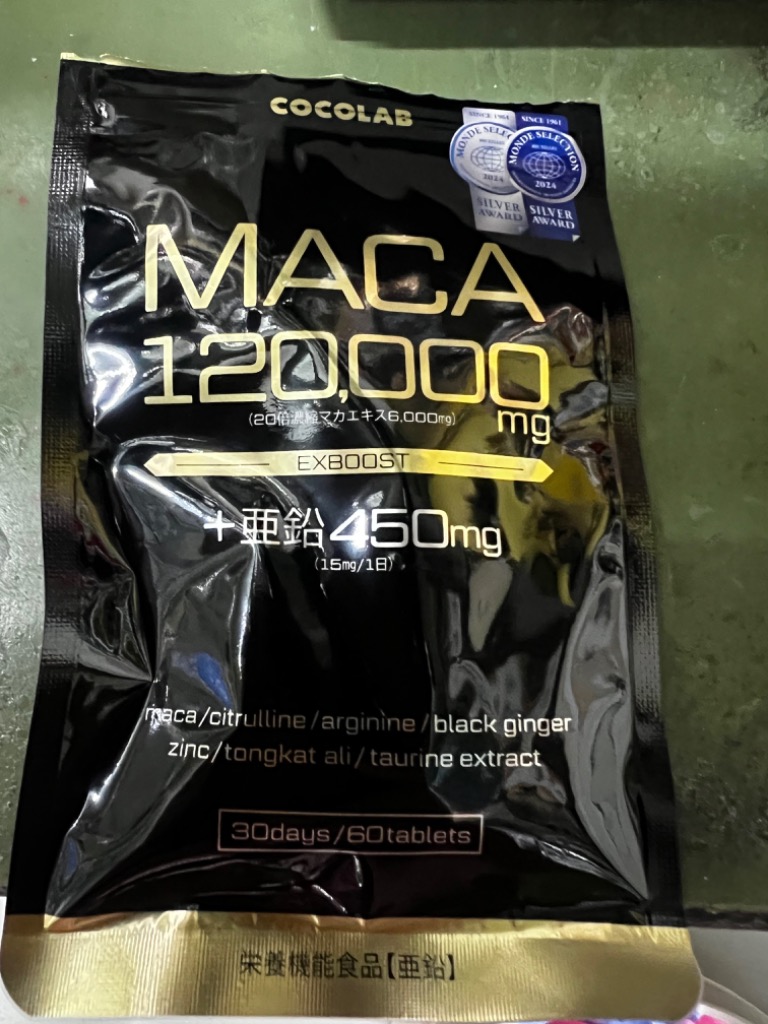 COCOLAB
SINCE 1961
SINCE 1961
MONDE SELECTION
2024
2024
SILVER
AWARD
SILVER
AWARD
MACA
120,000
mg
(20倍濃縮マカエキス6,000mg)
EXBOOST
+亜鉛450mg
(15mg/1日)
maca/citrulline/arginine/black ginger
zinc/tongkat ali/taurine extract
30days/60tablets
栄養機能食品【亜鉛】